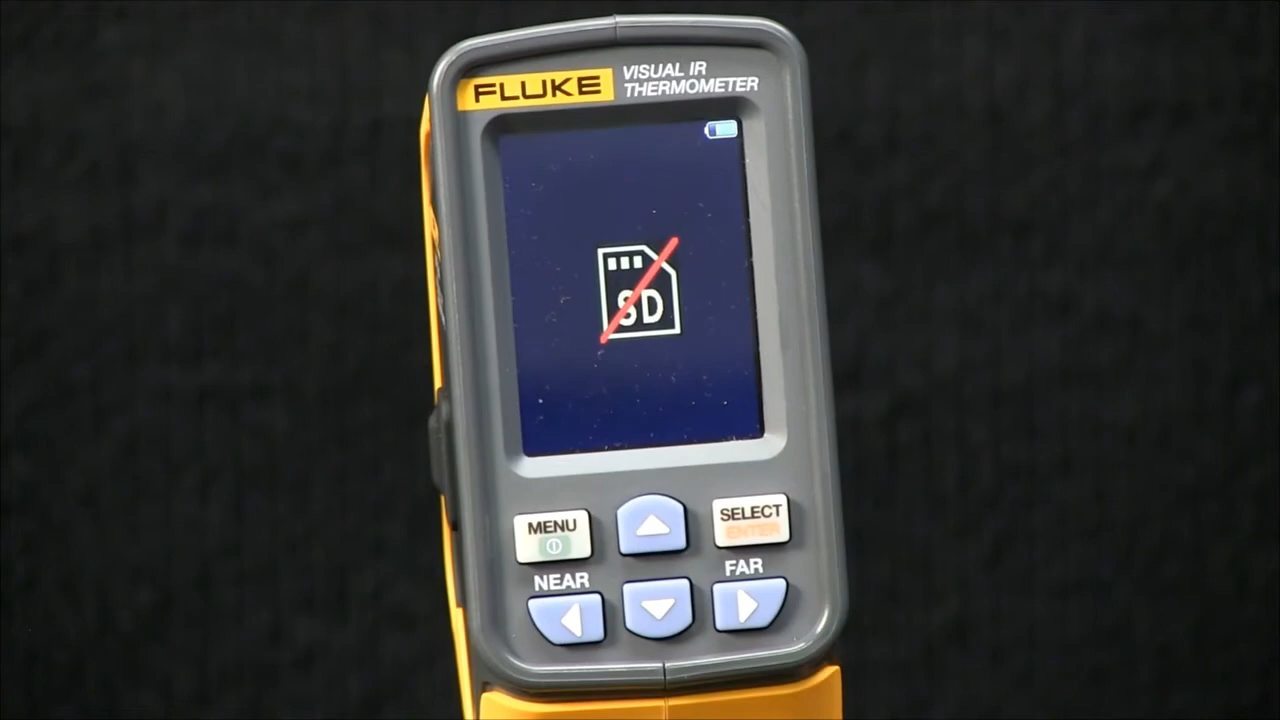 FLUKE
VISUAL IR
THERMOMETER
SD
MENU
SELECT
ENTER
NEAR
FAR